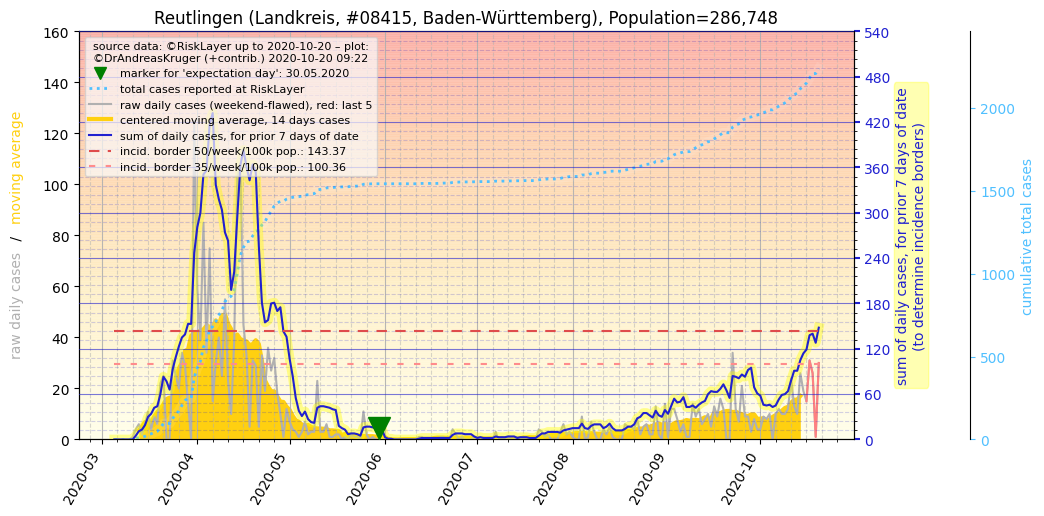 Reutlingen (Landkreis, #08415, Baden-Württemberg), Population=286,748
source data: ©RiskLayer up to 2020-10-20 – plot:
©DrAndreasKruger (+contrib.) 2020-10-20 09:22
marker for 'expectation day': 30.05.2020
total cases reported at RiskLayer
raw daily cases (weekend-flawed), red: last 5
centered moving average, 14 days cases
sum of daily cases, for prior 7 days of date
incid. border 50/week/100k pop.: 143.37
incid. border 35/week/100k pop.: 100.36
raw daily cases / moving average
160
140
120
100
80
60
40
20
0
2020-03
2020-04
2020-05
2020-06
2020-07
2020-08
2020-09
2020-10
540
480
420
360
300
240
180
120
60
0
sum of daily cases, for prior 7 days of date
(to determine incidence borders)
2000
1500
1000
500
0
cumulative total cases